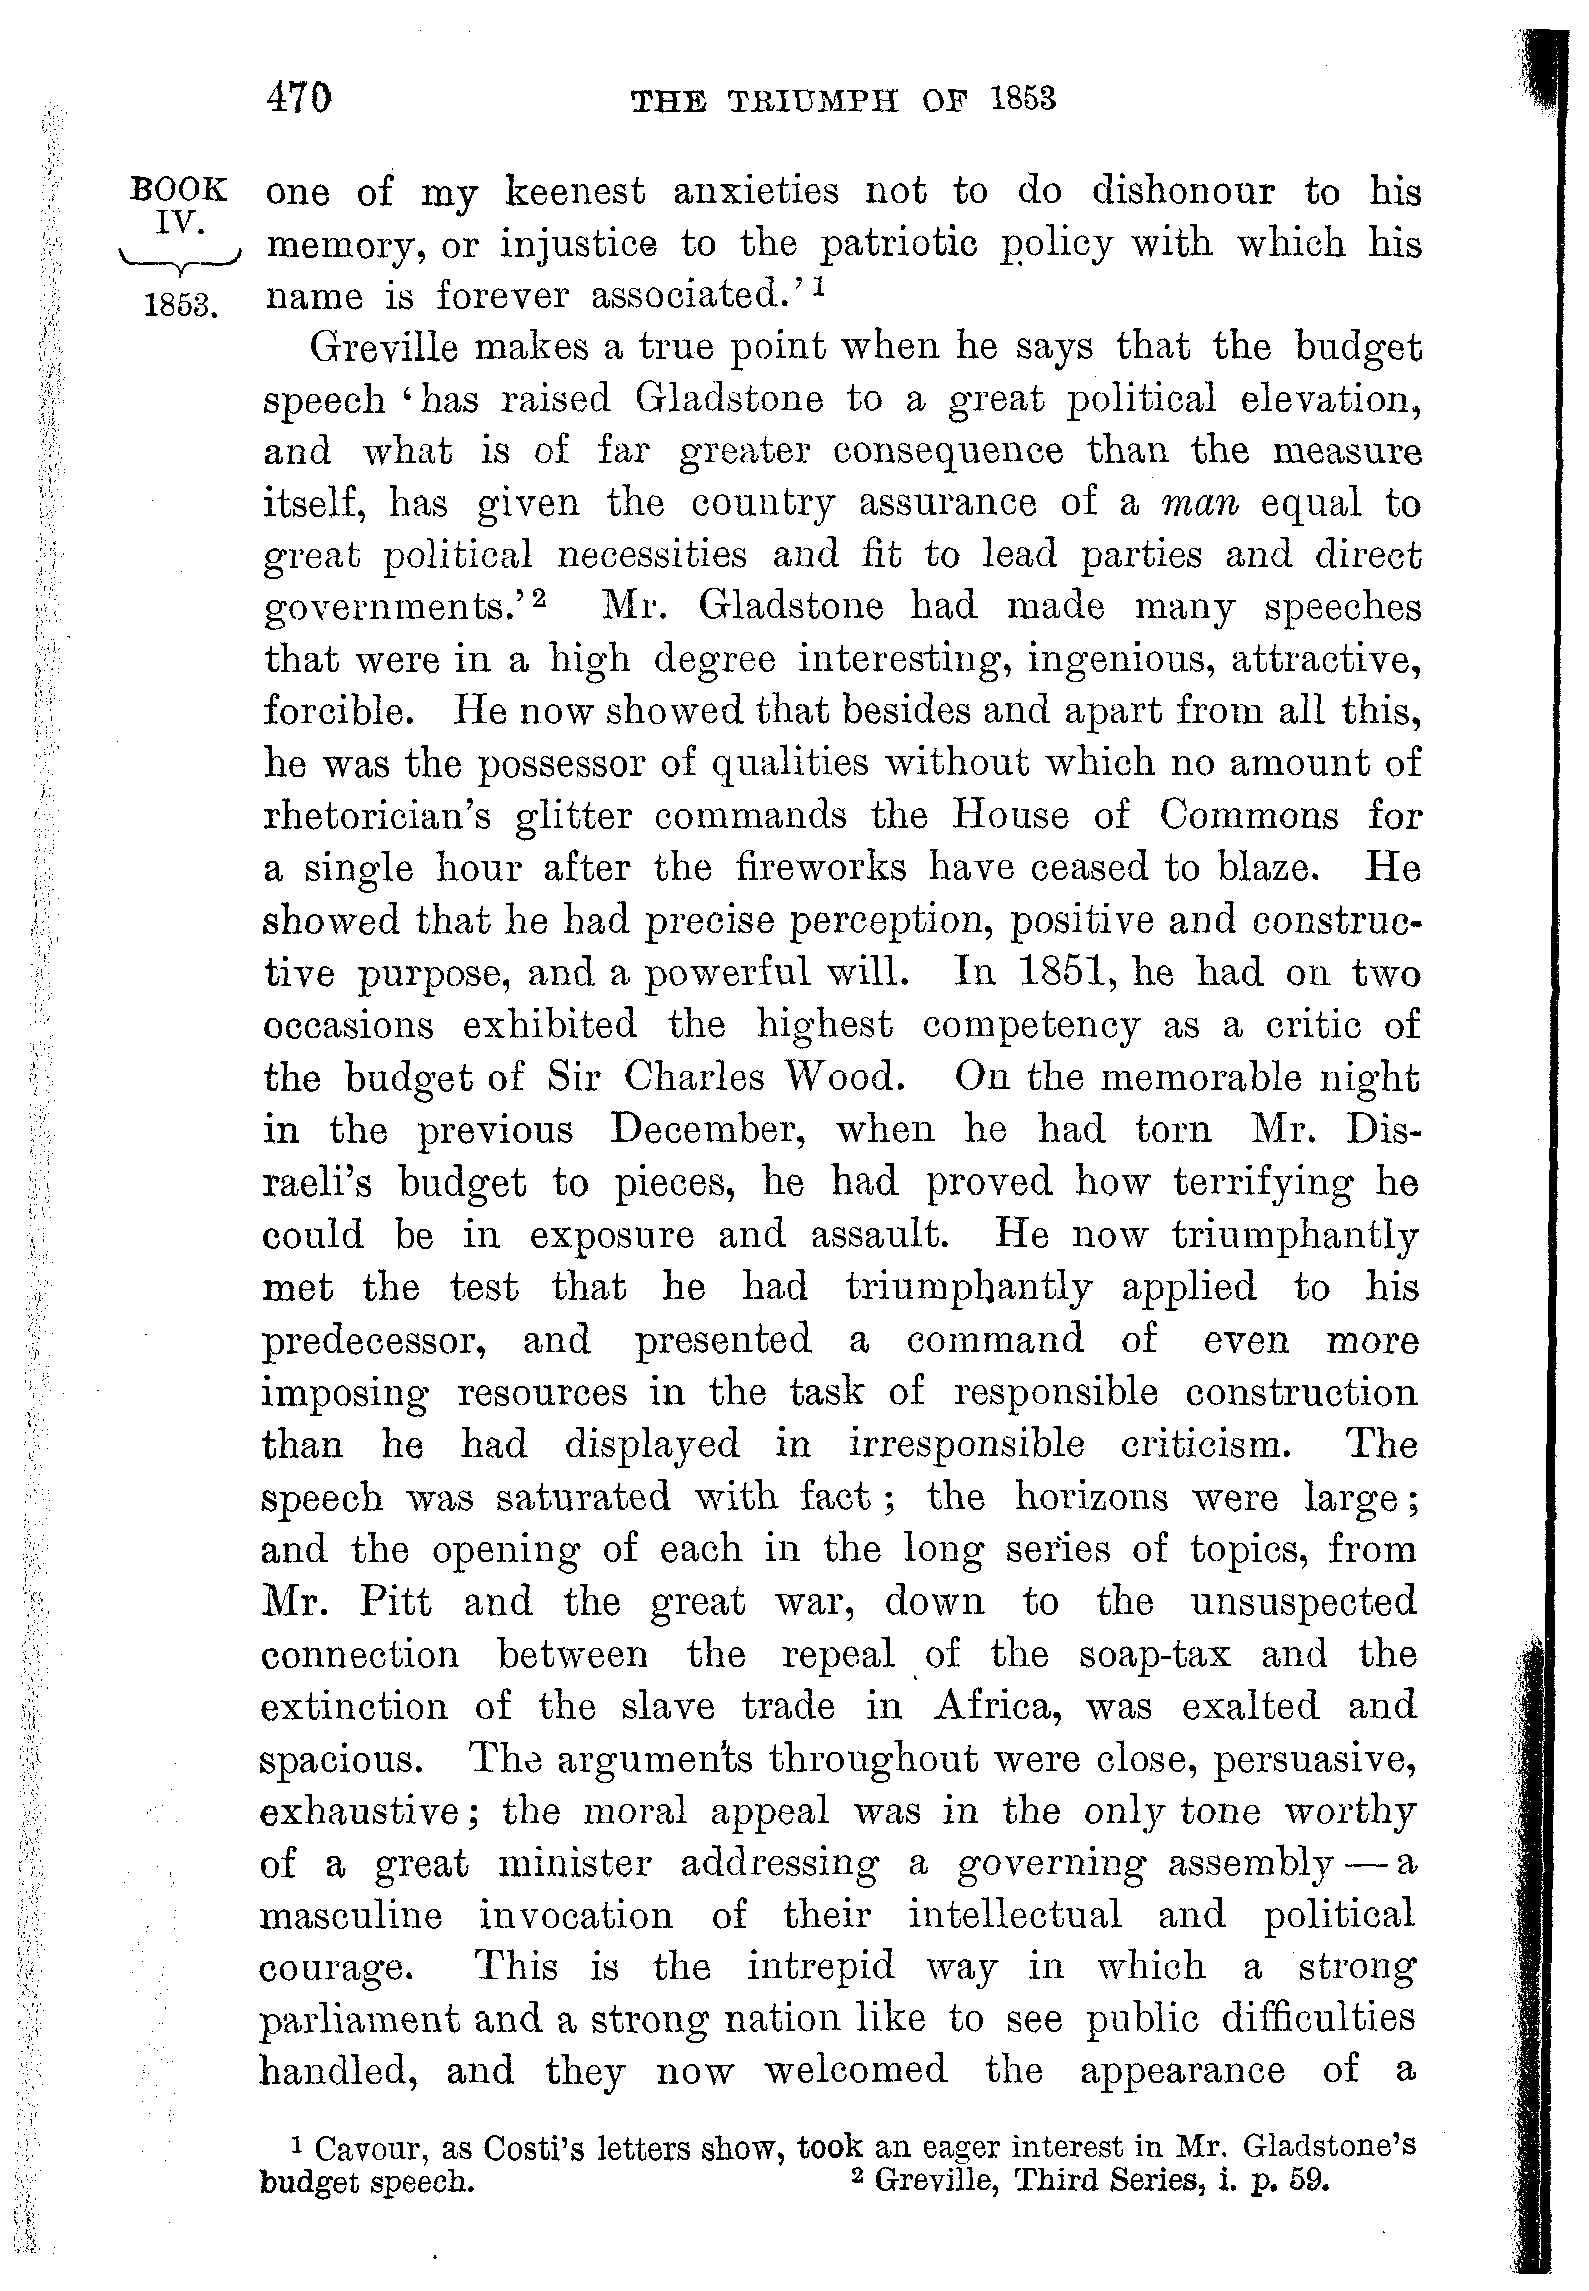 470 THE TRIUMPH OF 1853
BOOK
IV.
1853.
one of my keenest anxieties not to do dishonour to his
memory, or injustice to the patriotic policy with which his
name is forever associated.'1
Greville makes a true point when he says that the budget
speech 'has raised Gladstone to a great political elevation,
and what is of far greater consequence than the measure
itself, has given the country assurance of a man equal to
great political necessities and fit to lead parties and direct
governments.'2 Mr. Gladstone had made many speeches
that were in a high degree interesting, ingenious, attractive,
forcible. He now showed that besides and apart from all this,
he was the possessor of qualities without which no amount of
rhetorician's glitter commands the House of Commons for
a single hour after the fireworks have ceased to blaze. He
showed that he had precise perception, positive and construc-
tive purpose, and a powerful will. In 1851, he had on two
occasions exhibited the highest competency as a critic of
the budget of Sir Charles Wood. On the memorable night
in the previous December, when he had torn Mr. Dis-
raeli's budget to pieces, he had proved how terrifying he
could be in exposure and assault. He now triumphantly
met the test that he had triumphantly applied to his
predecessor, and presented a command of even more
imposing resources in the task of responsible construction
than he had displayed in irresponsible criticism. The
speech was saturated with fact; the horizons were large;
and the opening of each in the long series of topics, from
Mr. Pitt and the great war, down to the unsuspected
connection between the repeal of the soap-tax and the
extinction of the slave trade in Africa, was exalted and
spacious. The arguments throughout were close, persuasive,
exhaustive; the moral appeal was in the only tone worthy
of a great minister addressing a governing assembly — a
masculine invocation of their intellectual and political
courage. This is the intrepid way in which a strong
parliament and a strong nation like to see public difficulties
handled, and they now welcomed the appearance of a
1 Cavour, as Costi's letters show, took an eager interest in Mr. Gladstone's
budget speech. 2 Greville, Third Series, i. p. 59.